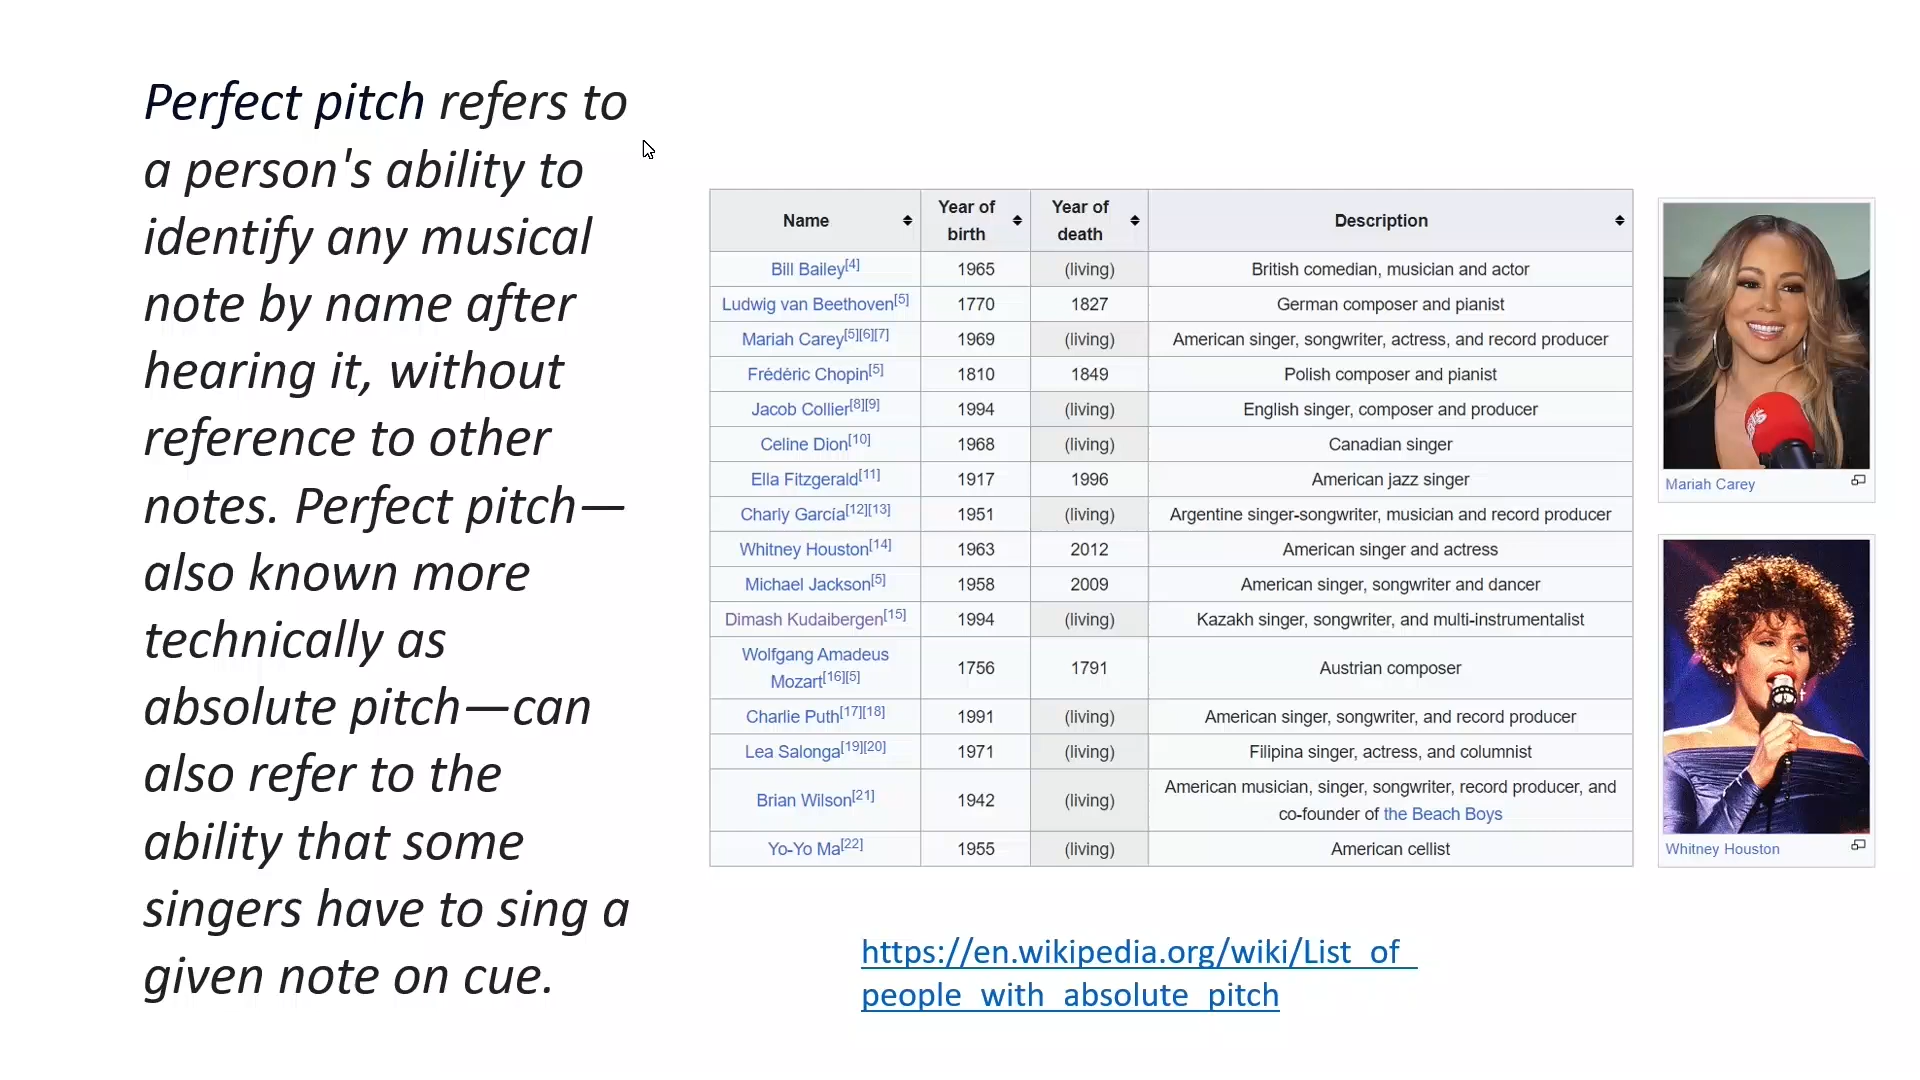 Perfect pitch refers to
a person's ability to
identify any musical
note by name after
hearing it, without
reference to other
notes. Perfect pitch—
also known more
technically as
absolute pitch—can
also refer to the
ability that some
singers have to sing a
given note on cue.
Name Year of birth Year of death Description
Bill Bailey[4] 1965 (living) British comedian, musician and actor
Ludwig van Beethoven[5] 1770 1827 German composer and pianist
Mariah Carey[5][6][7] 1969 (living) American singer, songwriter, actress, and record producer
Frédéric Chopin[5] 1810 1849 Polish composer and pianist
Jacob Collier[8][9] 1994 (living) English singer, composer and producer
Celine Dion[10] 1968 (living) Canadian singer
Ella Fitzgerald[11] 1917 1996 American jazz singer
Charly García[12][13] 1951 (living) Argentine singer-songwriter, musician and record producer
Whitney Houston[14] 1963 2012 American singer and actress
Michael Jackson[5] 1958 2009 American singer, songwriter and dancer
Dimash Kudaibergen[15] 1994 (living) Kazakh singer, songwriter, and multi-instrumentalist
Wolfgang Amadeus
Mozart[16][5] 1756 1791 Austrian composer
Charlie Puth[17][18] 1991 (living) American singer, songwriter, and record producer
Lea Salonga[19][20] 1971 (living) Filipina singer, actress, and columnist
Brian Wilson[21] 1942 (living) American musician, singer, songwriter, record producer, and
co-founder of the Beach Boys
Yo-Yo Ma[22] 1955 (living) American cellist
Mariah Carey
Whitney Houston
https://en.wikipedia.org/wiki/List_of_
people_with_absolute_pitch